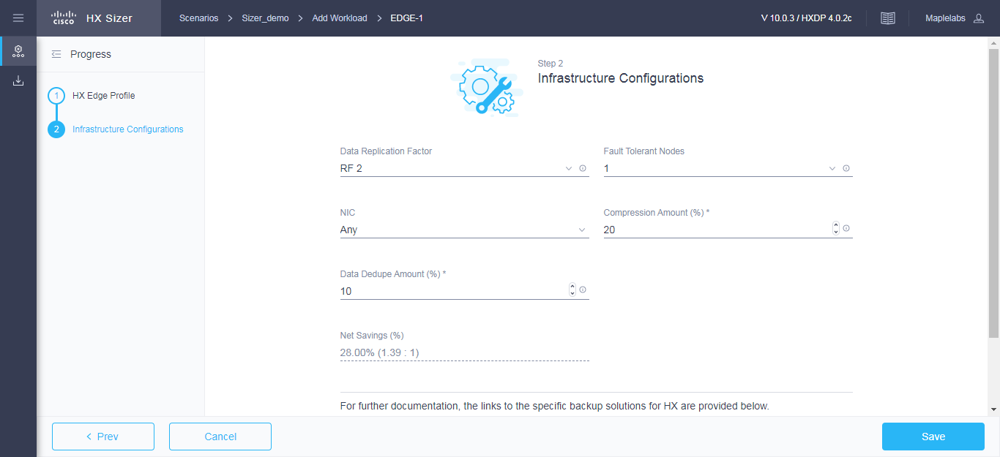 CISCO HX Sizer Scenarios > Sizer_demo > Add Workload > EDGE-1 V 10.0.3 / HXDP 4.0.2c Maplelabs
Progress
1 HX Edge Profile
2 Infrastructure Configurations
Step 2
Infrastructure Configurations
Data Replication Factor Fault Tolerant Nodes
RF 2 1
NIC Compression Amount (%) *
Any 20
Data Dedupe Amount (%) *
10
Net Savings (%)
28.00% (1.39 : 1)
For further documentation, the links to the specific backup solutions for HX are provided below.
< Prev Cancel Save